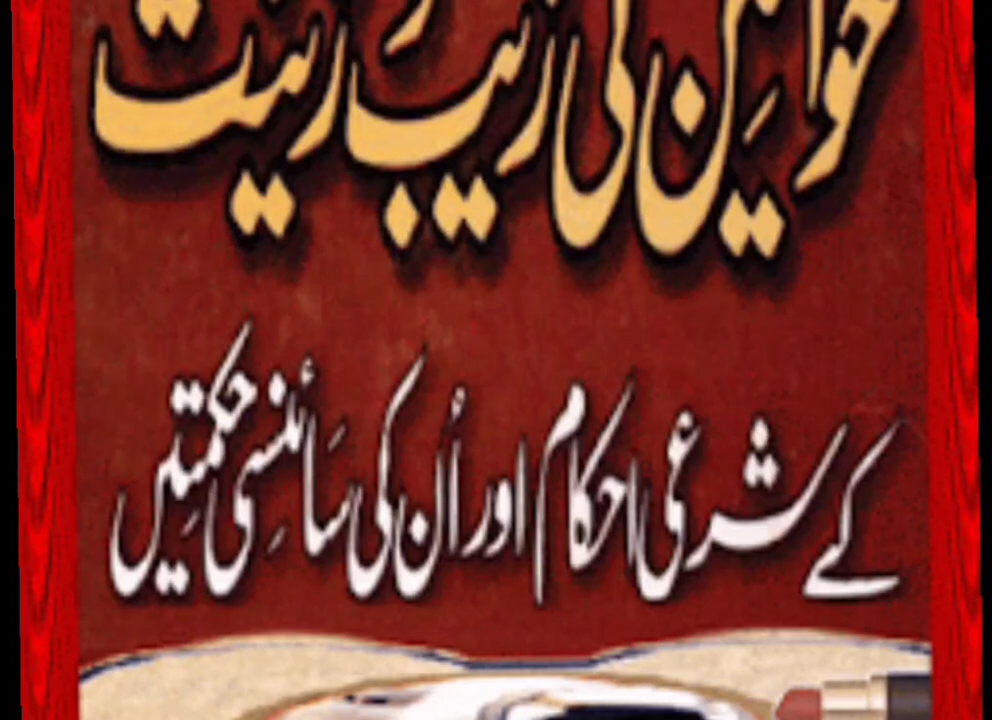 خواتین کی زیب و زینت
کے شرعی احکام اور اُن کی سائنسی حکمتیں